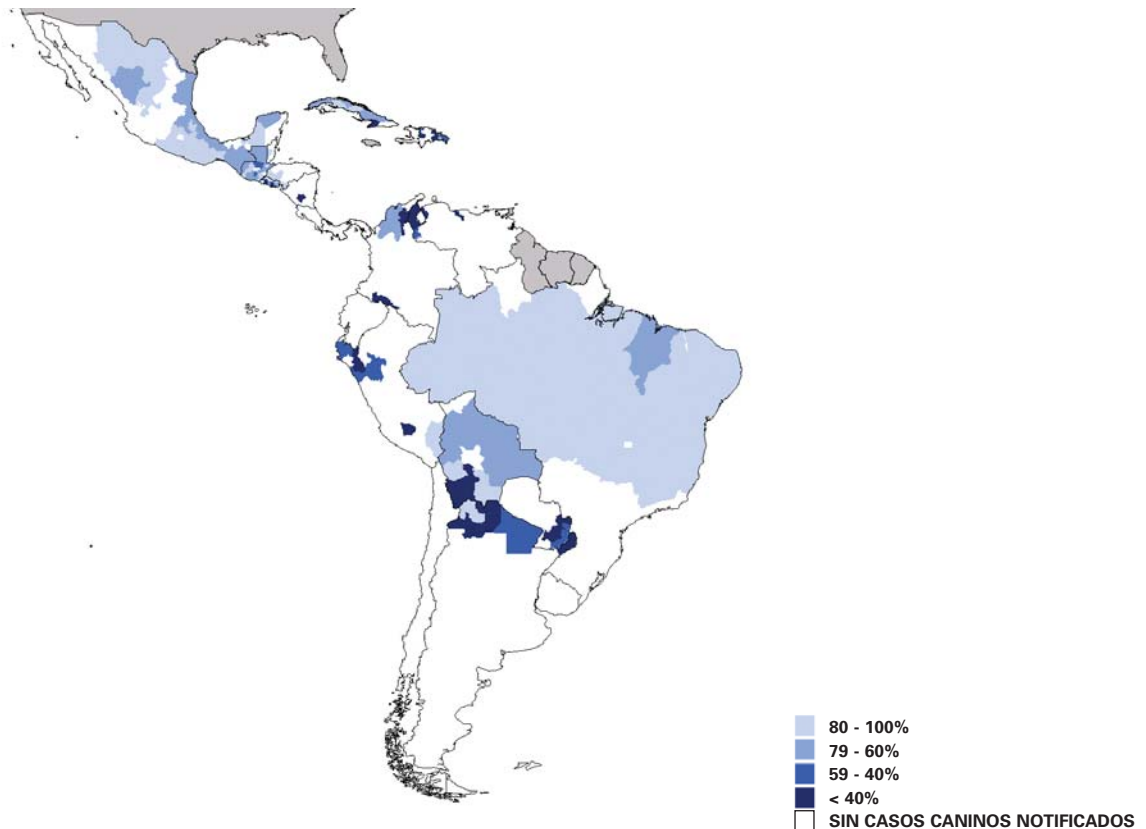 80 - 100%
79 - 60%
59 - 40%
< 40%
SIN CASOS CANINOS NOTIFICADOS